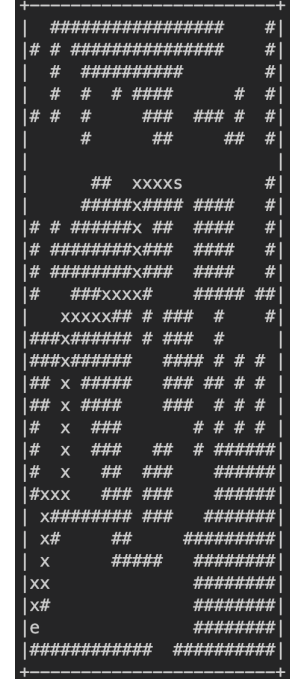 +------------------------+
|  #################    #|
|# # ###############    #|
|  #  ##########        #|
|  #  #  # ####      #  #|
|# #  #     ###  ### #  #|
|     #      ##     ##  #|
|                        |
|      ##  xxxxs        #|
|     #####x#### ####   #|
|# # ######x ##  ####   #|
|# ########x###  ####   #|
|# ########x###  ####   #|
|#   ###xxxx#    ##### ##|
|   xxxxx## # ###  #    #|
|###x###### # ###  #     |
|###x######   #### # # # |
|## x #####   ### ## # # |
|## x ####    ###  # # # |
|#  x  ###       # # # # |
|#  x  ###   ##  # ######|
|#  x   ##  ###    ######|
|#xxx   ### ###    ######|
| x######## ###   #######|
| x#     ##     #########|
| x      #####   ########|
|xx              ########|
|x#              ########|
|e               ########|
|############  ##########|
+------------------------+